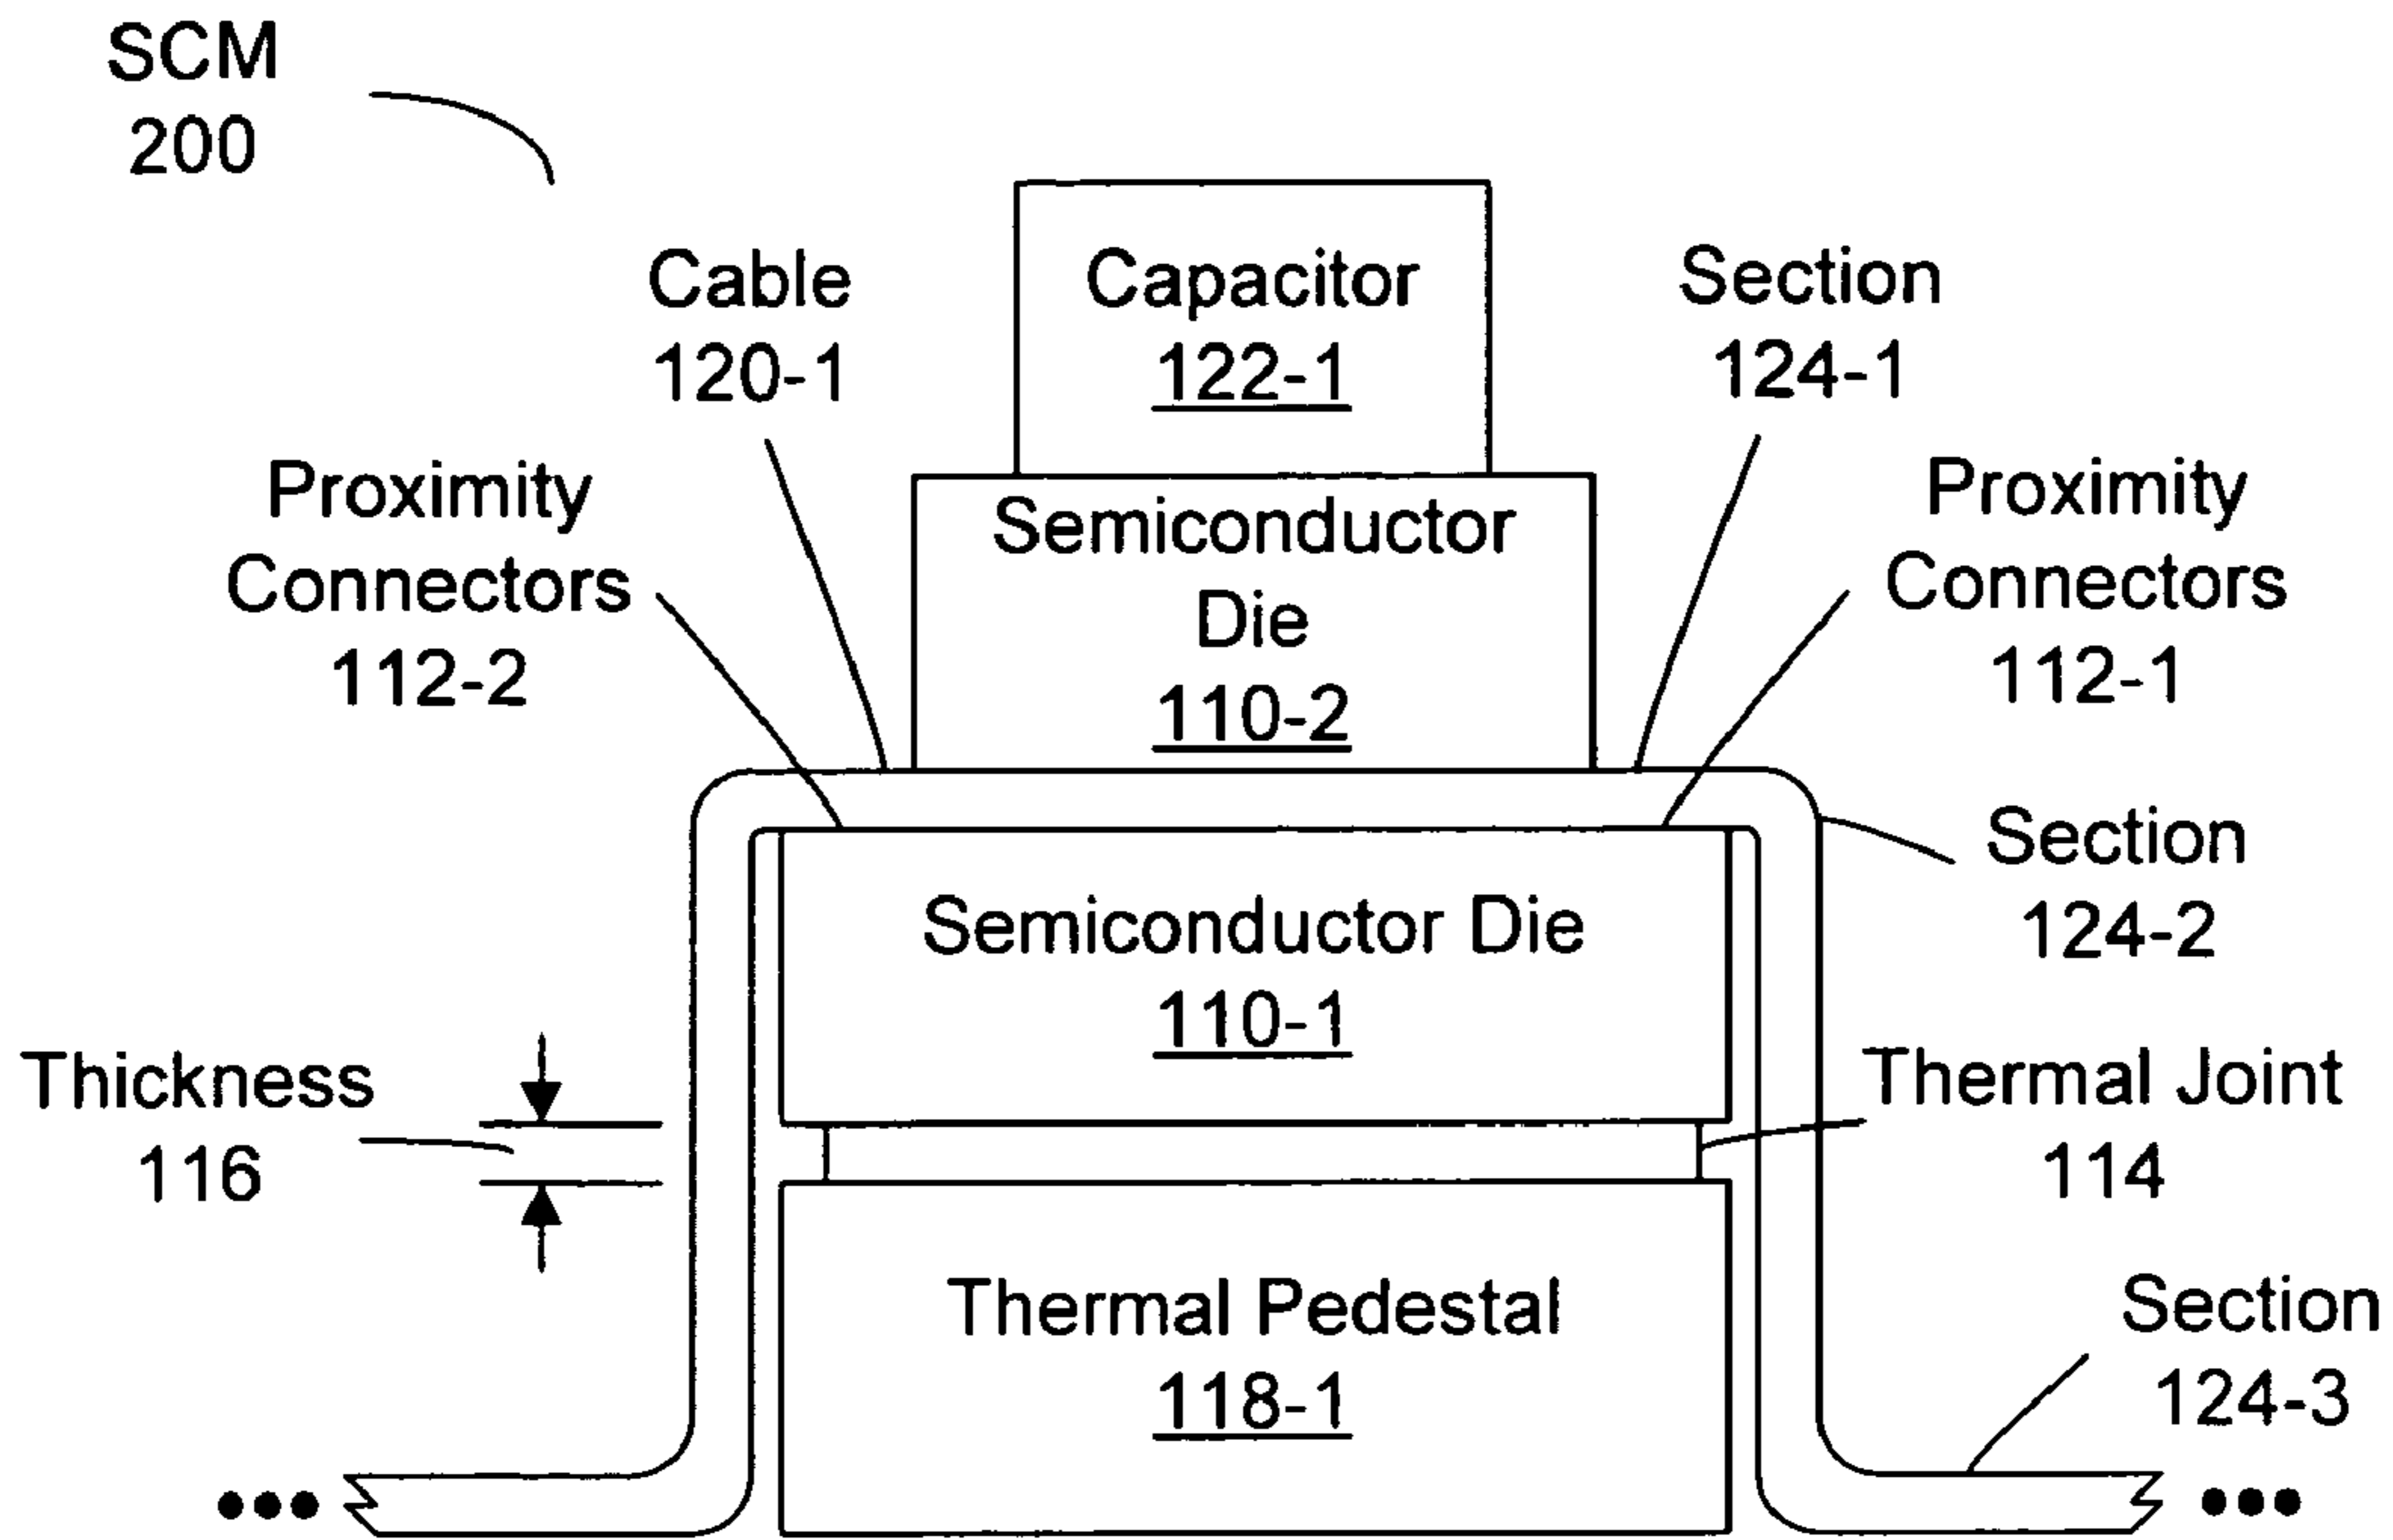 SCM
200
Cable
120-1
Capacitor
122-1
Section
124-1
Proximity
Connectors
112-2
Semiconductor
Die
110-2
Proximity
Connectors
112-1
Section
124-2
Semiconductor Die
110-1
Thickness
116
Thermal Joint
114
Thermal Pedestal
118-1
Section
124-3